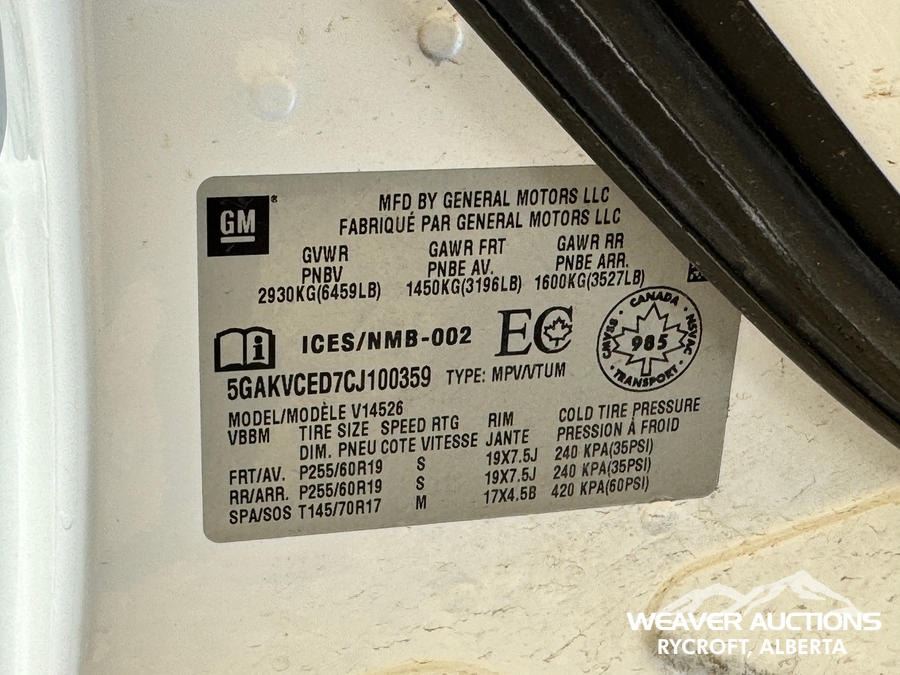 GM ®
MFD BY GENERAL MOTORS LLC
FABRIQUÉ PAR GENERAL MOTORS LLC
GVWR GAWR FRT GAWR RR
PNBV PNBE AV. PNBE ARR.
2930KG(6459LB) 1450KG(3196LB) 1600KG(3527LB)
ICES/NMB-002 EC
CANADA
SVMC 985 NSVAC
TRANSPORT
5GAKVCED7CJ100359 TYPE: MPV/VTUM
MODEL/MODÈLE V14526
VBBM TIRE SIZE SPEED RTG RIM COLD TIRE PRESSURE
DIM. PNEU COTE VITESSE JANTE PRESSION À FROID
FRT/AV. P255/60R19 S 19X7.5J 240 KPA(35PSI)
RR/ARR. P255/60R19 S 19X7.5J 240 KPA(35PSI)
SPA/SOS T145/70R17 M 17X4.5B 420 KPA(60PSI)
WEAVER AUCTIONS
RYCROFT, ALBERTA